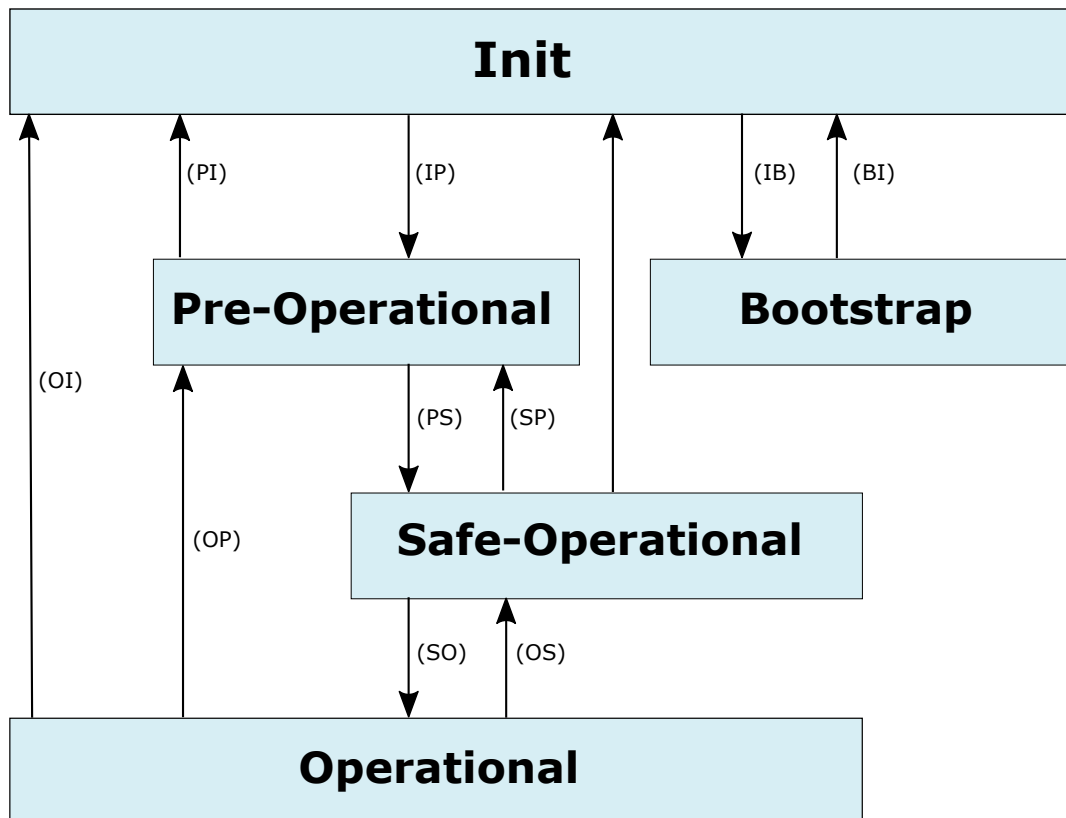 Init
(PI)
(IP)
(IB)
(BI)
Pre-Operational
Bootstrap
(OI)
(PS)
(SP)
(OP)
Safe-Operational
(SO)
(OS)
Operational